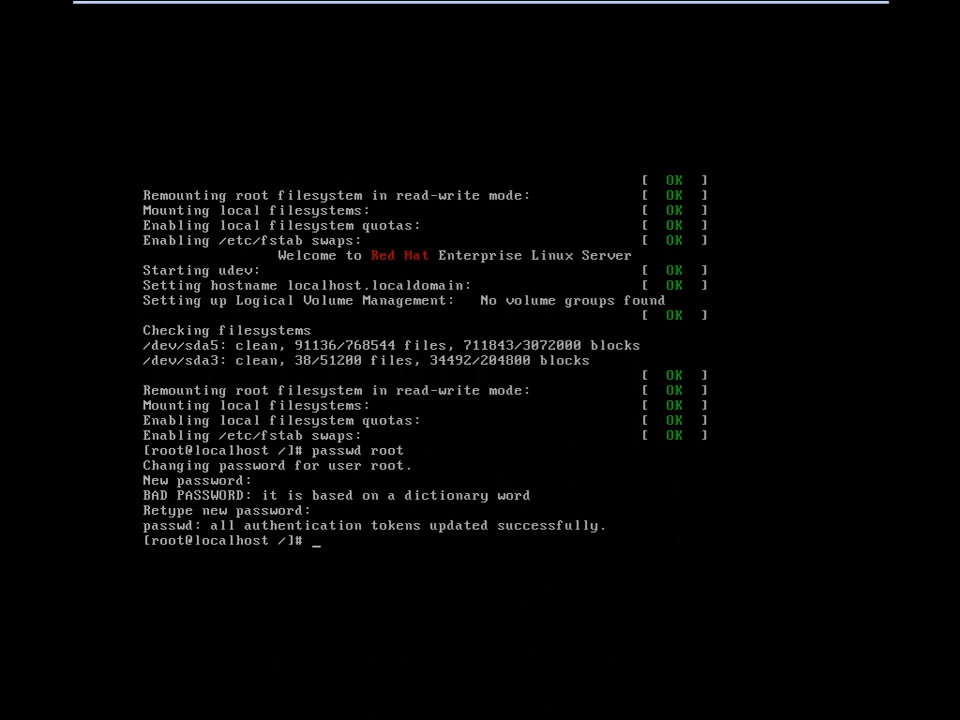 [  OK  ]
Remounting root filesystem in read-write mode: [  OK  ]
Mounting local filesystems: [  OK  ]
Enabling local filesystem quotas: [  OK  ]
Enabling /etc/fstab swaps: [  OK  ]
Welcome to Red Hat Enterprise Linux Server
Starting udev: [  OK  ]
Setting hostname localhost.localdomain: [  OK  ]
Setting up Logical Volume Management:   No volume groups found
[  OK  ]
Checking filesystems
/dev/sda5: clean, 91136/768544 files, 711843/3072000 blocks
/dev/sda3: clean, 38/51200 files, 34492/204800 blocks
[  OK  ]
Remounting root filesystem in read-write mode: [  OK  ]
Mounting local filesystems: [  OK  ]
Enabling local filesystem quotas: [  OK  ]
Enabling /etc/fstab swaps: [  OK  ]
[root@localhost /]# passwd root
Changing password for user root.
New password:
BAD PASSWORD: it is based on a dictionary word
Retype new password:
passwd: all authentication tokens updated successfully.
[root@localhost /]# _